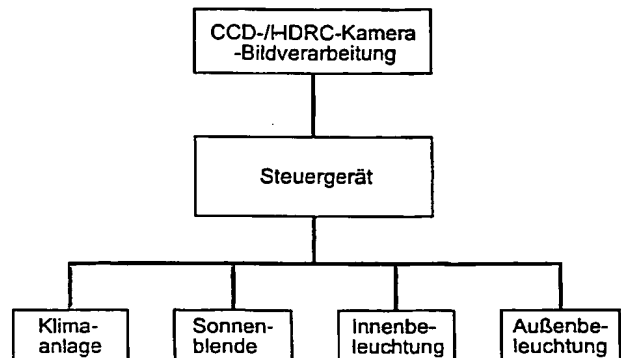 CCD-/HDRC-Kamera
-Bildverarbeitung
Steuergerät
Klima-
anlage
Sonnen-
blende
Innenbe-
leuchtung
Außenbe-
leuchtung